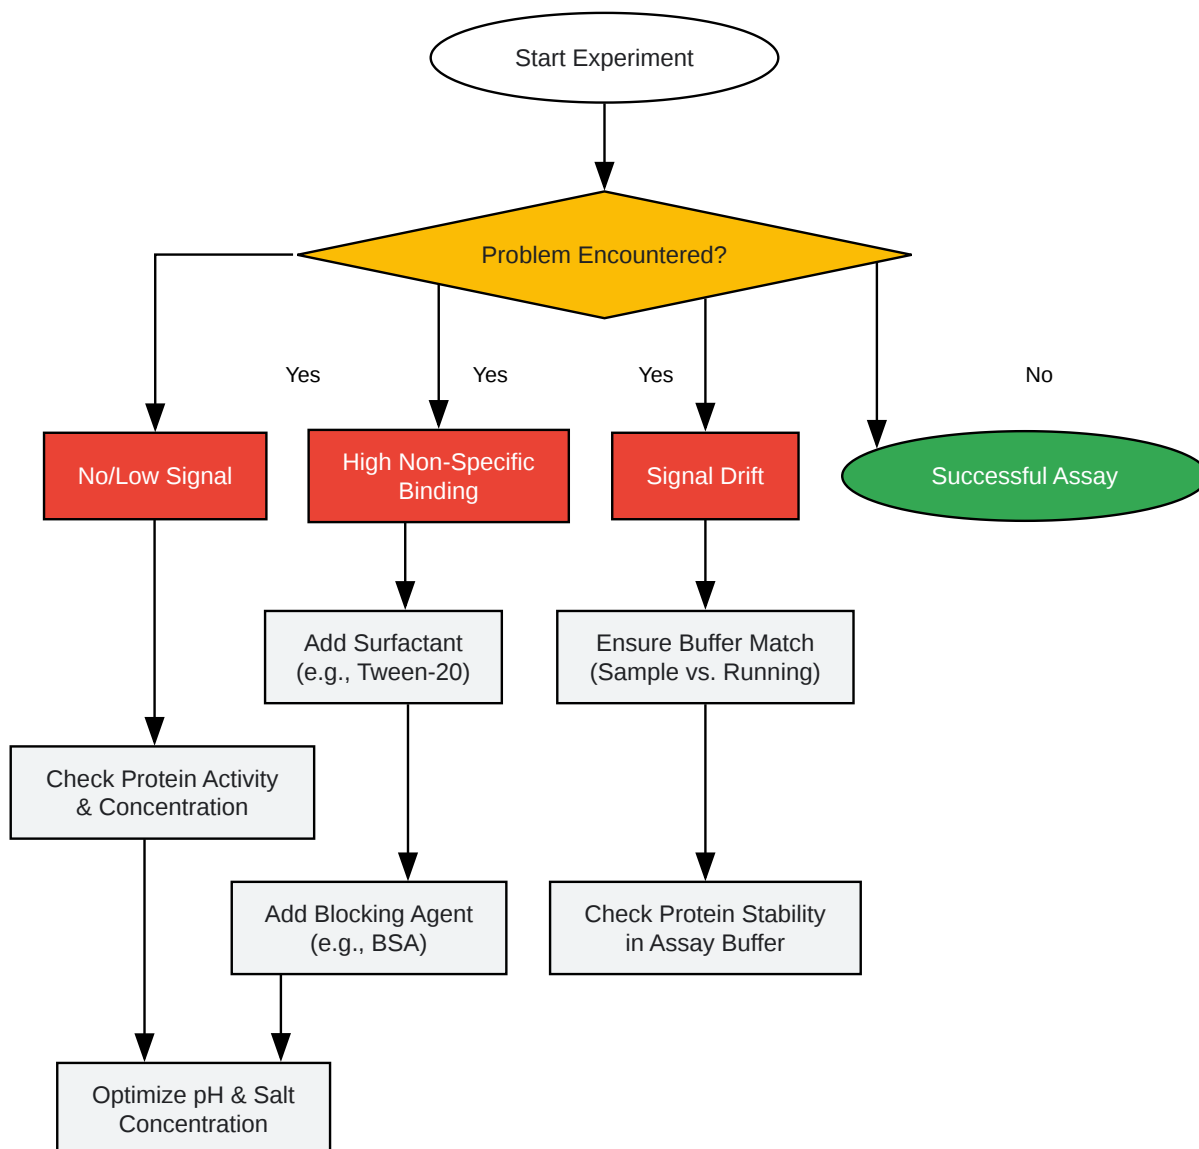 Start Experiment
Problem Encountered?
Yes
Yes
Yes
No
No/Low Signal
High Non-Specific
Binding
Signal Drift
Successful Assay
Add Surfactant
(e.g., Tween-20)
Ensure Buffer Match
(Sample vs. Running)
Check Protein Activity
& Concentration
Add Blocking Agent
(e.g., BSA)
Check Protein Stability
in Assay Buffer
Optimize pH & Salt
Concentration